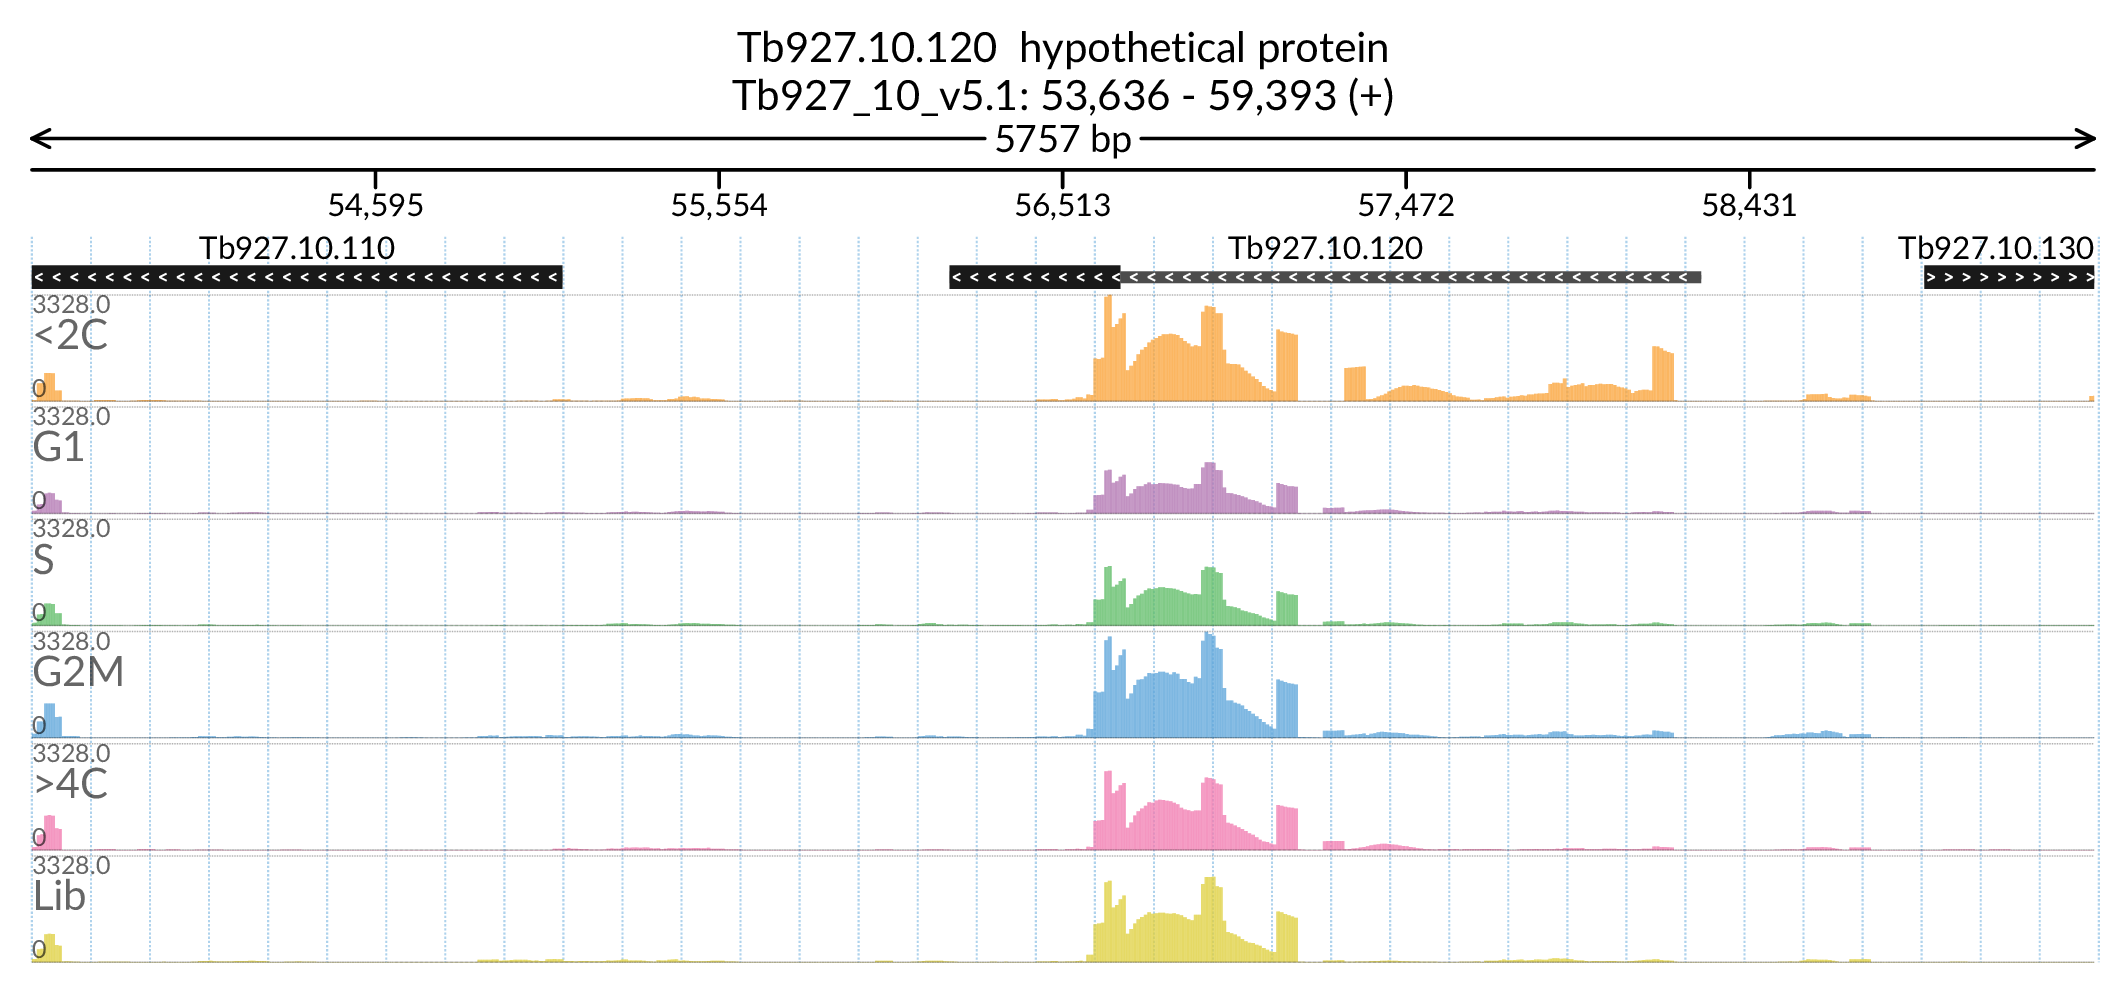 Tb927.10.120  hypothetical protein
Tb927_10_v5.1: 53,636 - 59,393 (+)
5757 bp
54,595 55,554 56,513 57,472 58,431
Tb927.10.110 Tb927.10.120 Tb927.10.130
3328.0
<2C
0
3328.0
G1
0
3328.0
S
0
3328.0
G2M
0
3328.0
>4C
0
3328.0
Lib
0